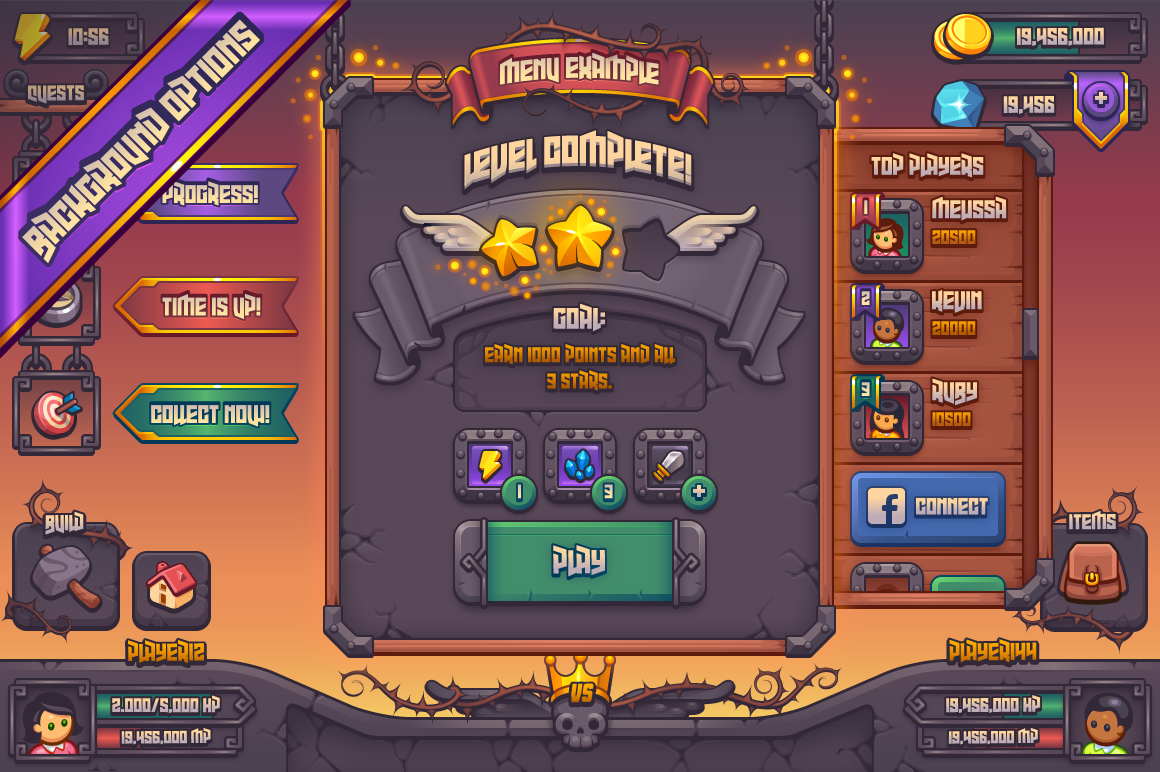 10:56
19,456,000
19,456
QUESTS
BACKGROUND OPTIONS
MENU EXAMPLE
LEVEL COMPLETE!
PROGRESS!
TIME IS UP!
COLLECT NOW!
GOAL:
EARN 1000 POINTS AND ALL
3 STARS.
1
3
+
PLAY
TOP PLAYERS
1
MELISSA
20500
2
KEVIN
20000
3
RUBY
10500
f CONNECT
BUILD
ITEMS
PLAYER12
2.000/5,000 HP
19,456,000 MP
VS
PLAYER144
19,456,000 HP
19,456,000 MP